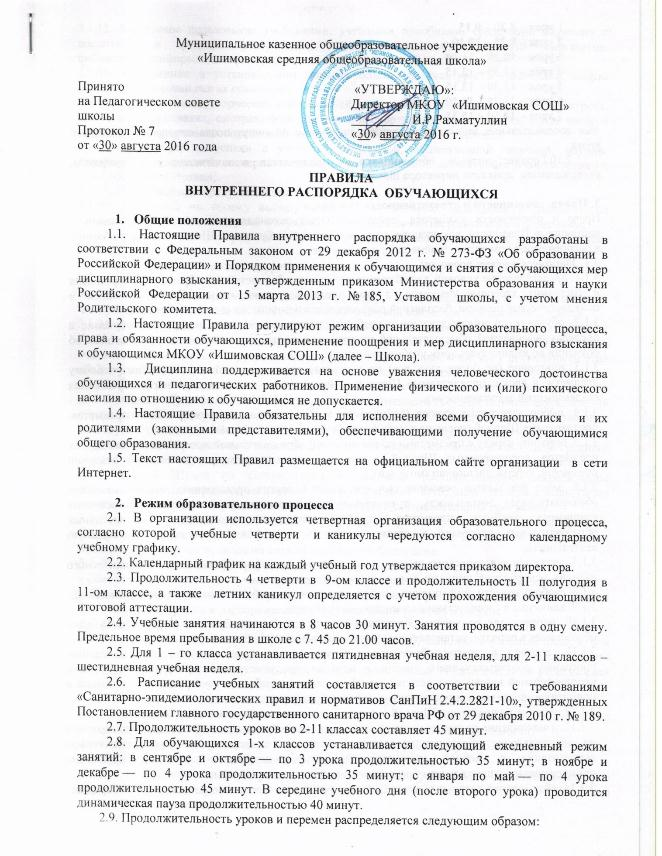 Муниципальное казенное общеобразовательное учреждение
«Ишимовская средняя общеобразовательная школа»
Принято
на Педагогическом совете
школы
Протокол № 7
от «30» августа 2016 года
«УТВЕРЖДАЮ»:
Директор МКОУ «Ишимовская СОШ»
И.Р.Рахматуллин
«30» августа 2016 г.
ПРАВИЛА
ВНУТРЕННЕГО РАСПОРЯДКА ОБУЧАЮЩИХСЯ
1. Общие положения
1.1. Настоящие Правила внутреннего распорядка обучающихся разработаны в
соответствии с Федеральным законом от 29 декабря 2012 г. № 273-ФЗ «Об образовании в
Российской Федерации» и Порядком применения к обучающимся и снятия с обучающихся мер
дисциплинарного взыскания, утвержденным приказом Министерства образования и науки
Российской Федерации от 15 марта 2013 г. № 185, Уставом школы, с учетом мнения
Родительского комитета.
1.2. Настоящие Правила регулируют режим организации образовательного процесса,
права и обязанности обучающихся, применение поощрения и мер дисциплинарного взыскания
к обучающимся МКОУ «Ишимовская СОШ» (далее – Школа).
1.3. Дисциплина поддерживается на основе уважения человеческого достоинства
обучающихся и педагогических работников. Применение физического и (или) психического
насилия по отношению к обучающимся не допускается.
1.4. Настоящие Правила обязательны для исполнения всеми обучающимися и их
родителями (законными представителями), обеспечивающими получение обучающимися
общего образования.
1.5. Текст настоящих Правил размещается на официальном сайте организации в сети
Интернет.
2. Режим образовательного процесса
2.1. В организации используется четвертная организация образовательного процесса,
согласно которой учебные четверти и каникулы чередуются согласно календарному
учебному графику.
2.2. Календарный график на каждый учебный год утверждается приказом директора.
2.3. Продолжительность 4 четверти в 9-ом классе и продолжительность II полугодия в
11-ом классе, а также летних каникул определяется с учетом прохождения обучающимися
итоговой аттестации.
2.4. Учебные занятия начинаются в 8 часов 30 минут. Занятия проводятся в одну смену.
Предельное время пребывания в школе с 7. 45 до 21.00 часов.
2.5. Для 1 – го класса устанавливается пятидневная учебная неделя, для 2-11 классов –
шестидневная учебная неделя.
2.6. Расписание учебных занятий составляется в соответствии с требованиями
«Санитарно-эпидемиологических правил и нормативов СанПиН 2.4.2.2821-10», утвержденных
Постановлением главного государственного санитарного врача РФ от 29 декабря 2010 г. № 189.
2.7. Продолжительность уроков во 2-11 классах составляет 45 минут.
2.8. Для обучающихся 1-х классов устанавливается следующий ежедневный режим
занятий: в сентябре и октябре — по 3 урока продолжительностью 35 минут; в ноябре и
декабре — по 4 урока продолжительностью 35 минут; с января по май — по 4 урока
продолжительностью 45 минут. В середине учебного дня (после второго урока) проводится
динамическая пауза продолжительностью 40 минут.
2.9. Продолжительность уроков и перемен распределяется следующим образом: